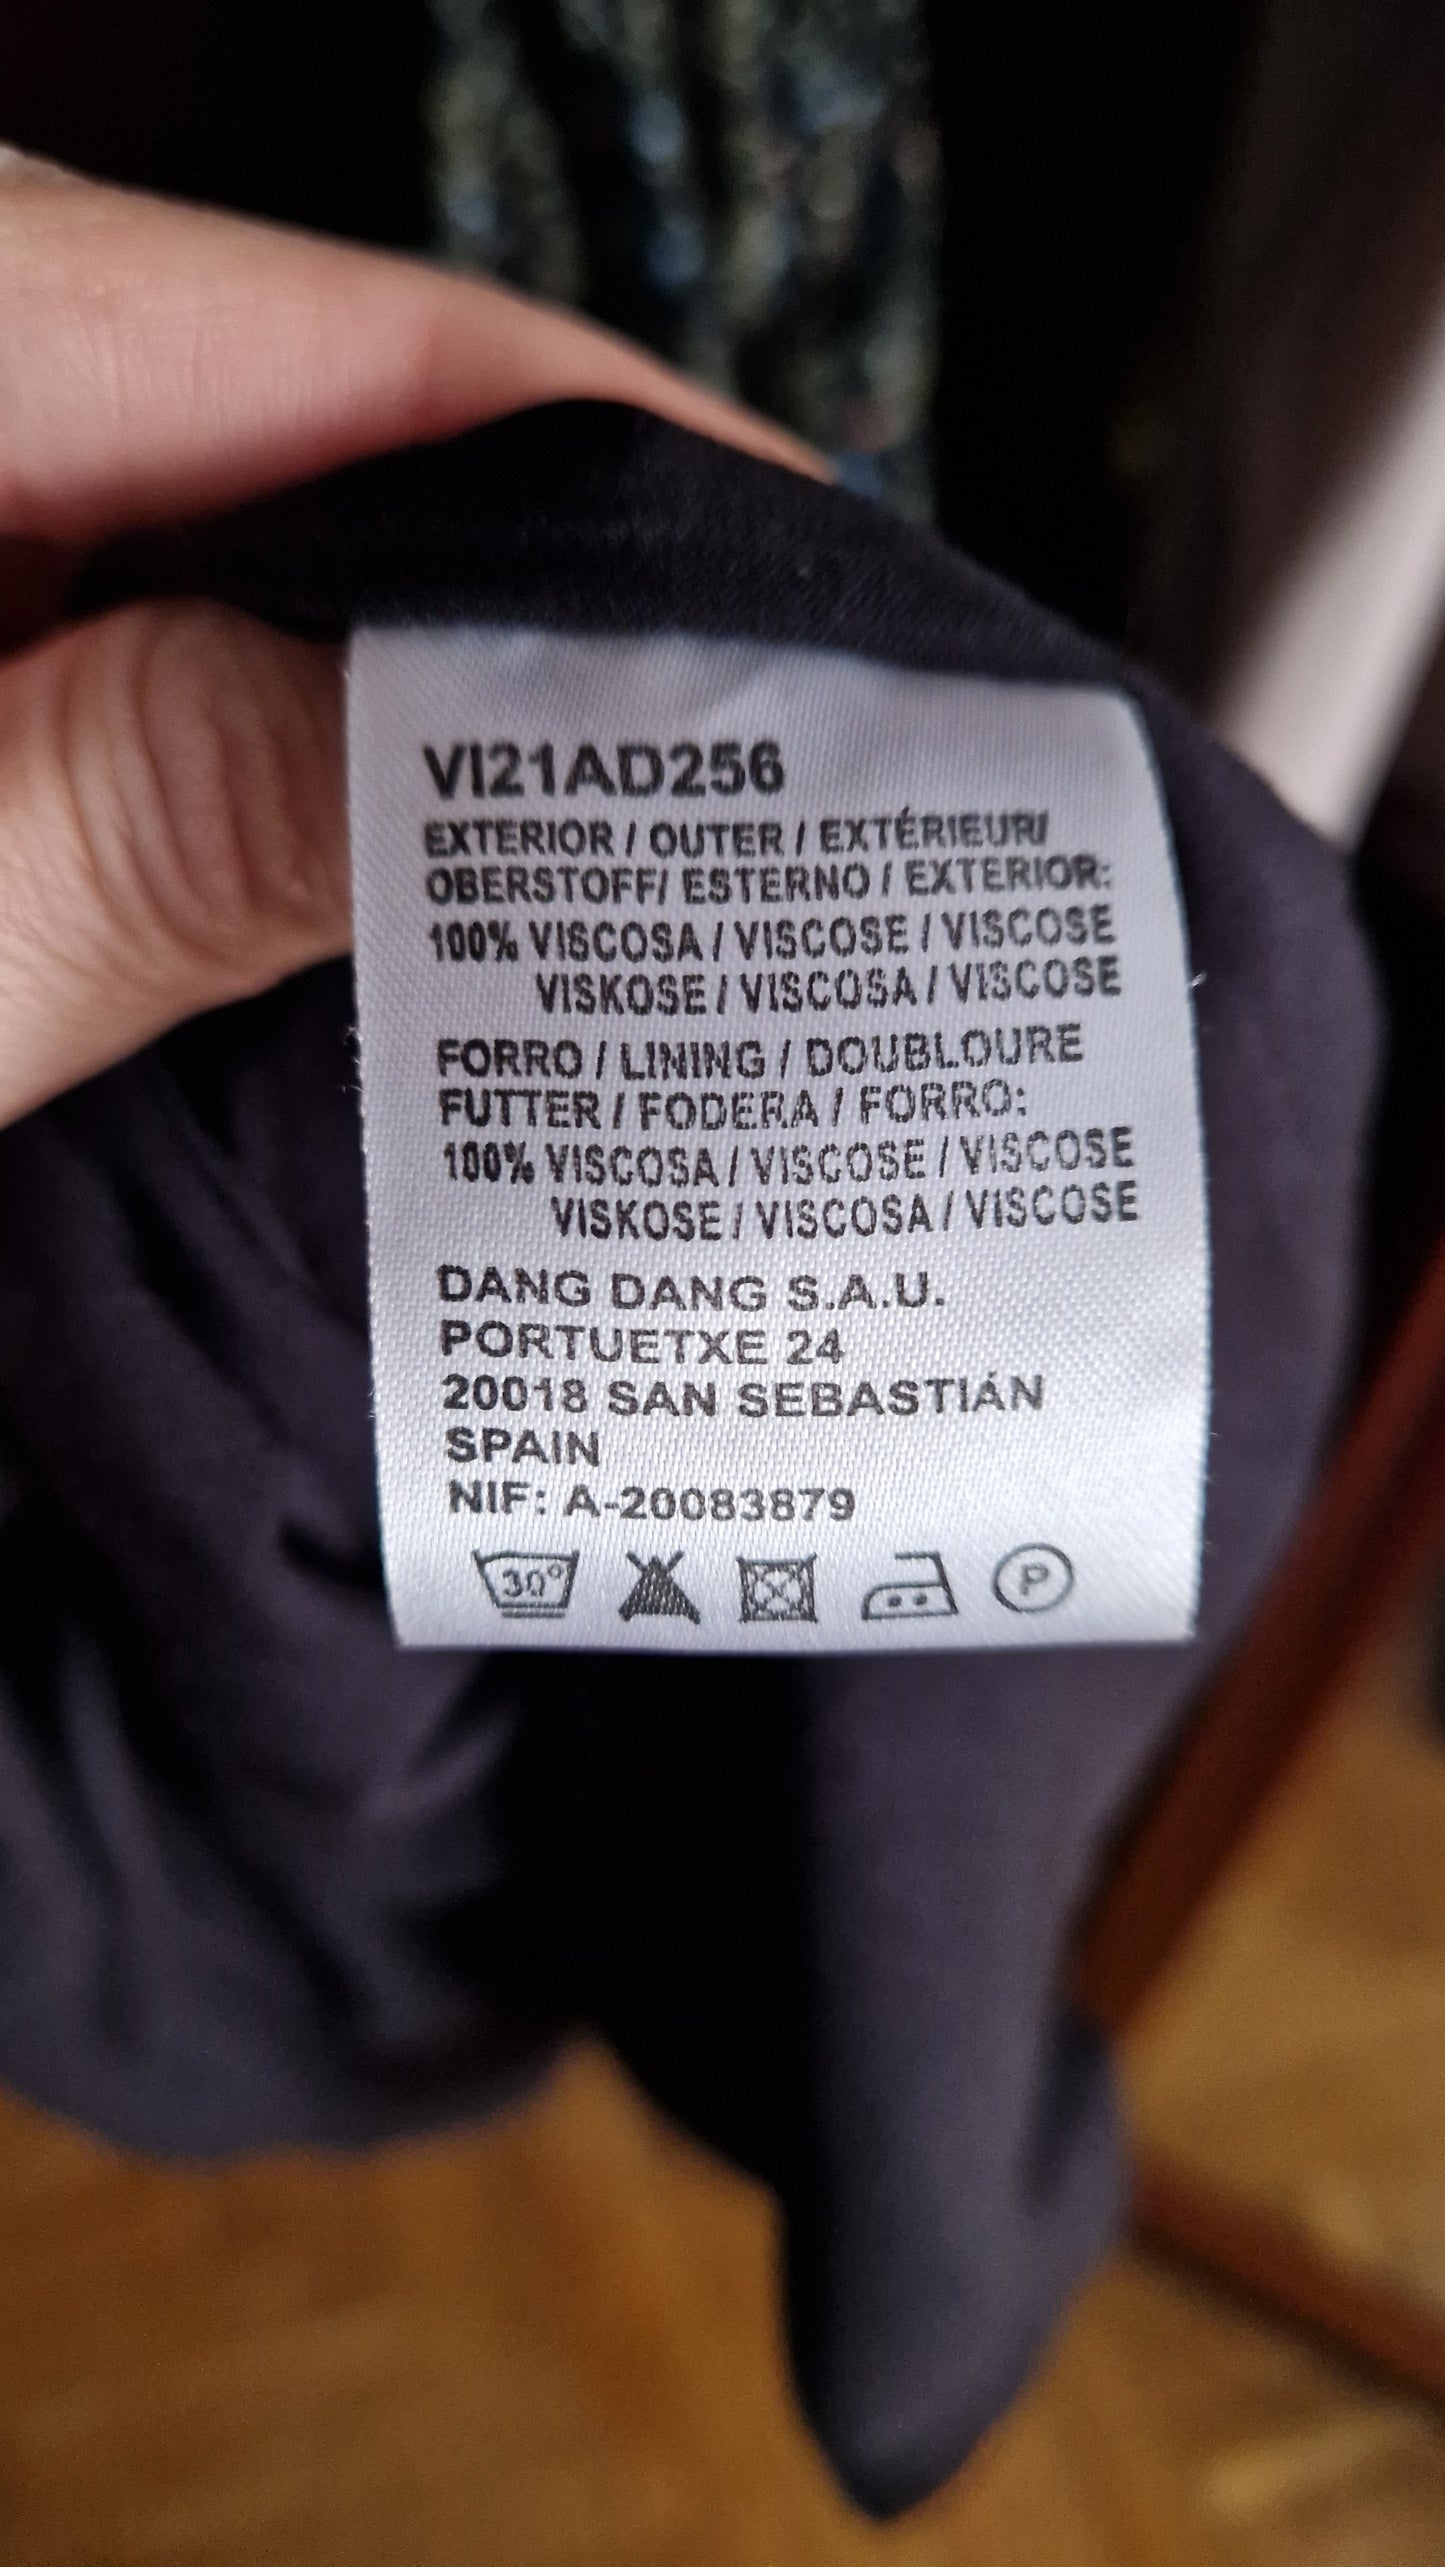 VI21AD256
EXTERIOR / OUTER / EXTÉRIEUR/
OBERSTOFF/ ESTERNO / EXTERIOR:
100% VISCOSA / VISCOSE / VISCOSE
VISKOSE / VISCOSA / VISCOSE
FORRO / LINING / DOUBLOURE
FUTTER / FODERA / FORRO:
100% VISCOSA / VISCOSE / VISCOSE
VISKOSE / VISCOSA / VISCOSE
DANG DANG S.A.U.
PORTUETXE 24
20018 SAN SEBASTIÁN
SPAIN
NIF: A-20083879
30° P